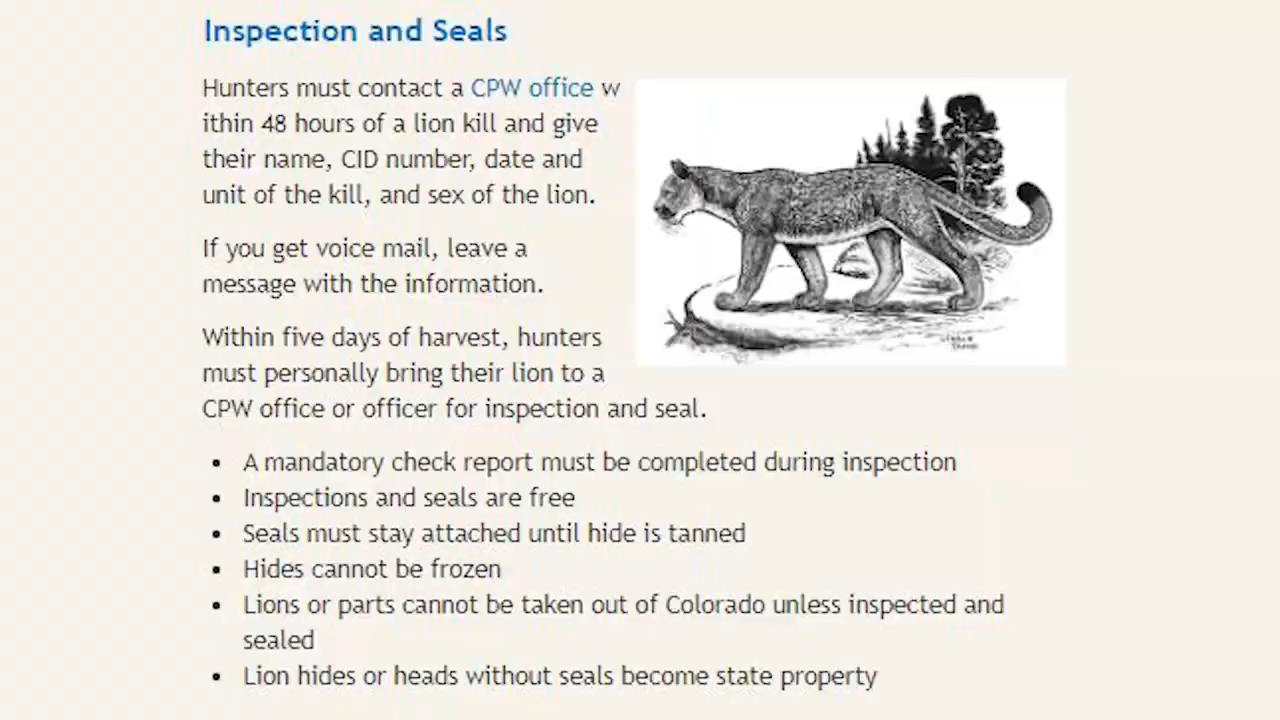 Inspection and Seals
Hunters must contact a CPW office w
ithin 48 hours of a lion kill and give
their name, CID number, date and
unit of the kill, and sex of the lion.
If you get voice mail, leave a
message with the information.
Within five days of harvest, hunters
must personally bring their lion to a
CPW office or officer for inspection and seal.
• A mandatory check report must be completed during inspection
• Inspections and seals are free
• Seals must stay attached until hide is tanned
• Hides cannot be frozen
• Lions or parts cannot be taken out of Colorado unless inspected and
sealed
• Lion hides or heads without seals become state property